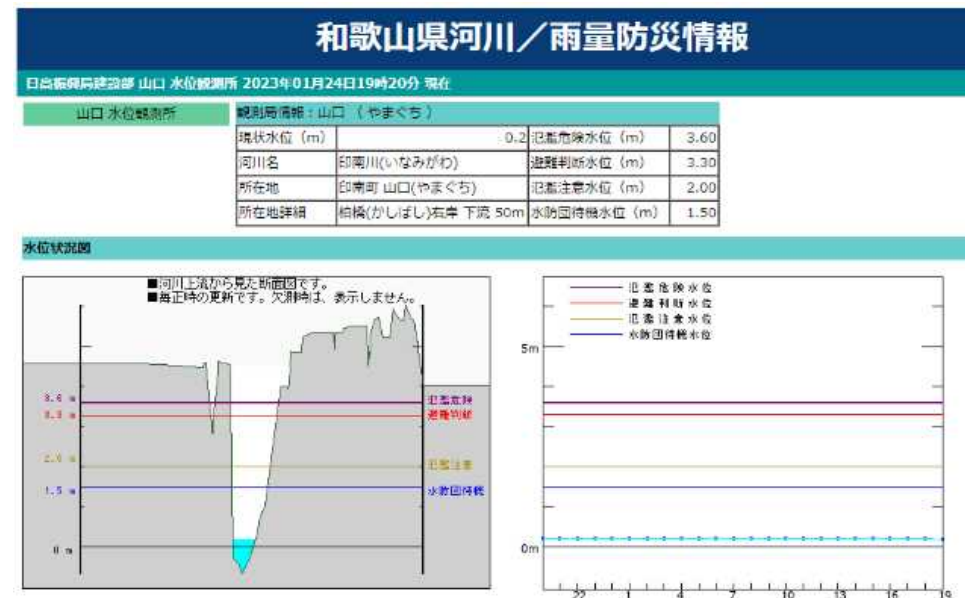 和歌山県河川／雨量防災情報
日高振興局建設部 山口 水位観測所 2023年01月24日19時20分 現在
山口 水位観測所
観測局情報：山口 （ やまぐち ）
現状水位（m） 0.2 氾濫危険水位（m） 3.60
河川名 印南川(いなみがわ) 避難判断水位（m） 3.30
所在地 印南町 山口(やまぐち) 氾濫注意水位（m） 2.00
所在地詳細 柏橋(かしばし)右岸 下流 50m 水防団待機水位（m） 1.50
水位状況図
■河川上流から見た断面図です。
■毎正時の更新です。欠測時は、表示しません。
3.6 m 氾濫危険
3.3 m 避難判断
2.0 m 氾濫注意
1.5 m 水防団待機
0 m
氾濫危険水位
避難判断水位
氾濫注意水位
水防団待機水位
5m
0m
22 1 4 7 10 13 16 19